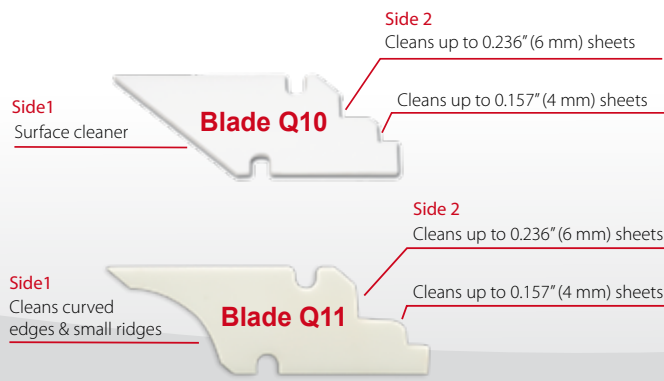 Side 2
Cleans up to 0.236" (6 mm) sheets
Cleans up to 0.157" (4 mm) sheets
Side1
Surface cleaner
Blade Q10
Side 2
Cleans up to 0.236" (6 mm) sheets
Side1
Cleans curved
edges & small ridges
Cleans up to 0.157" (4 mm) sheets
Blade Q11